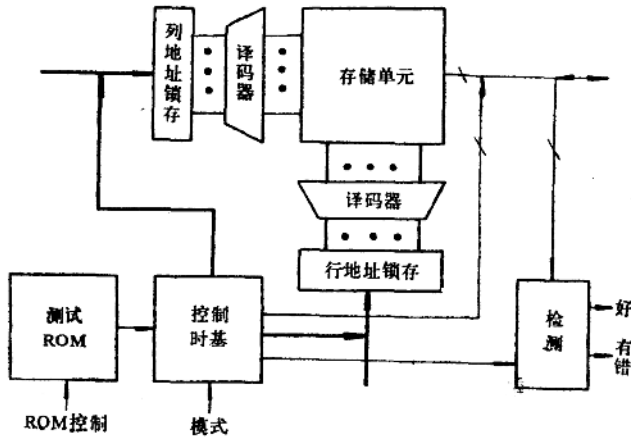 列地址锁存
译码器
存储单元
译码器
行地址锁存
测试
ROM
控制
时基
检测
好
有错
ROM控制
模式